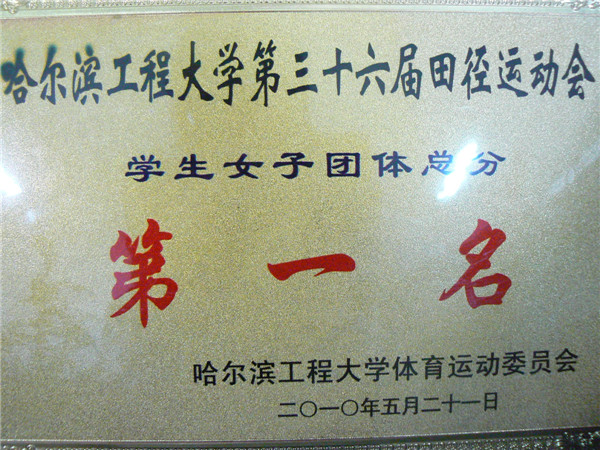 哈尔滨工程大学第三十六届田径运动会
学生女子团体总分
第一名
哈尔滨工程大学体育运动委员会
二〇一〇年五月二十一日